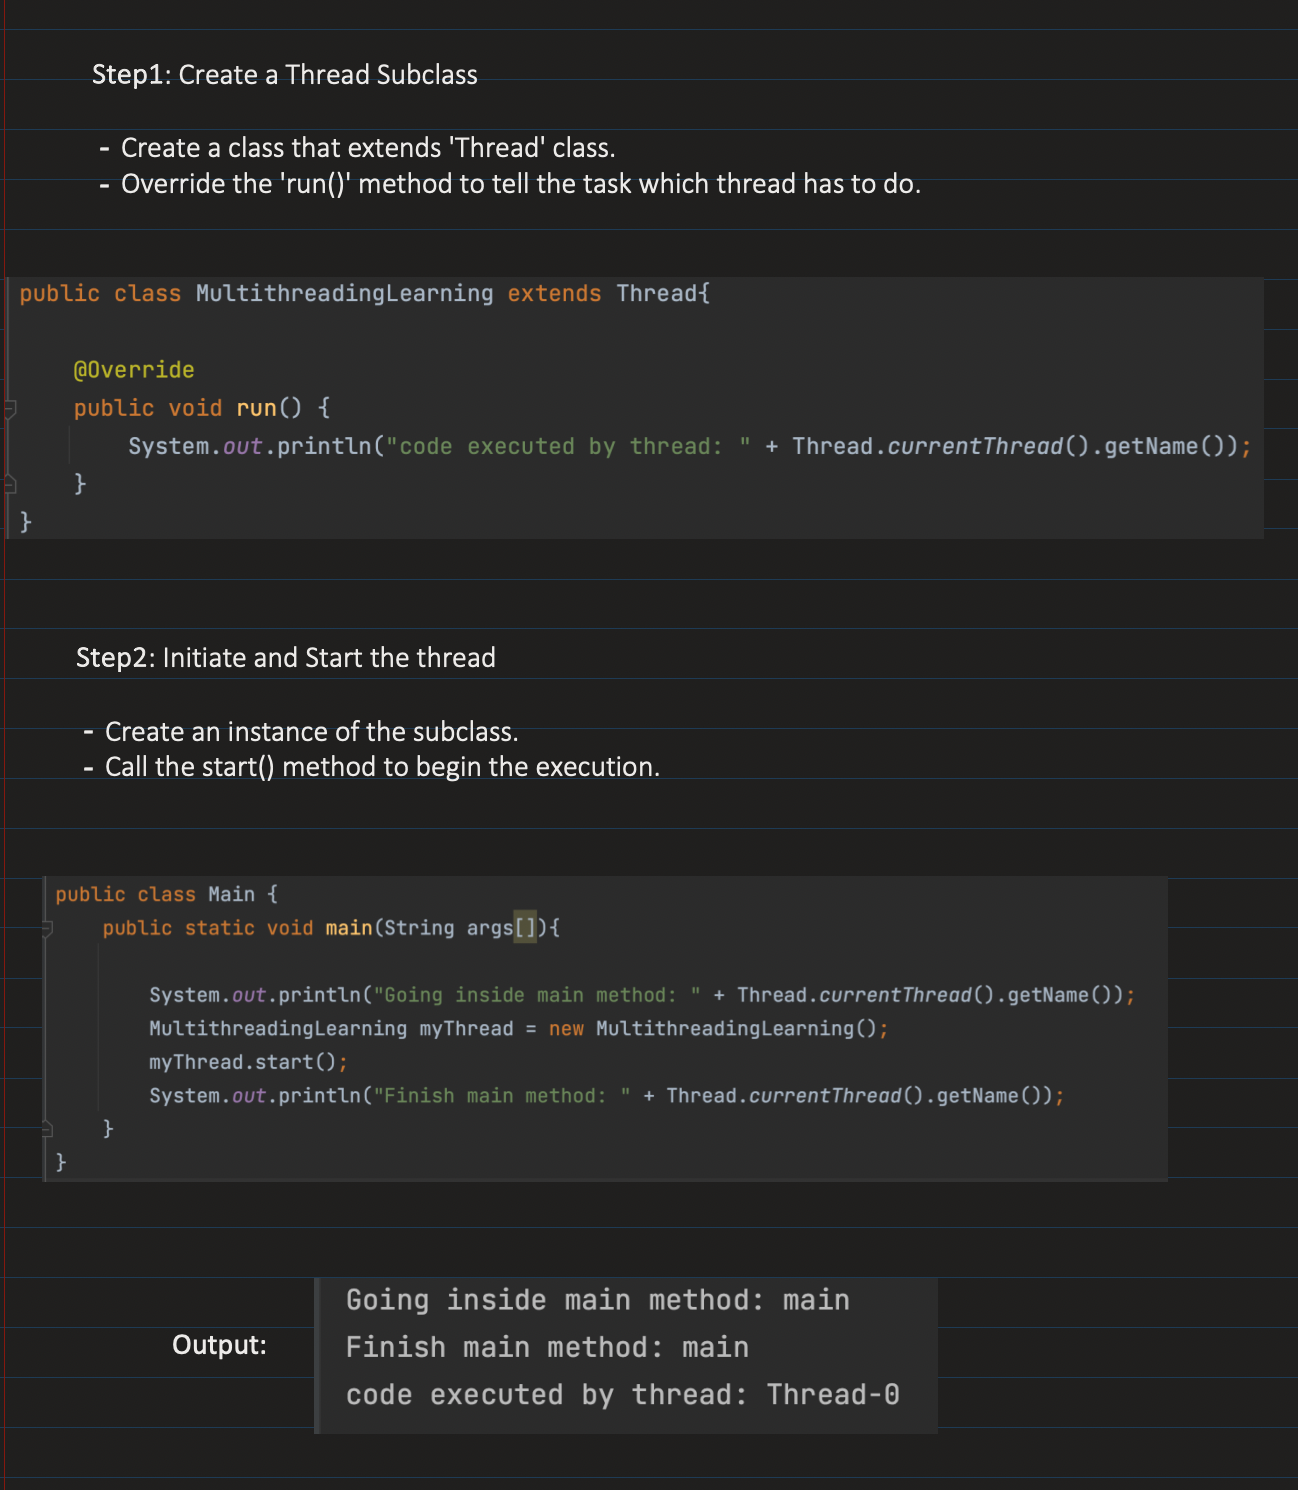 Step1: Create a Thread Subclass
- Create a class that extends 'Thread' class.
- Override the 'run()' method to tell the task which thread has to do.
public class MultithreadingLearning extends Thread{
@Override
public void run() {
System.out.println("code executed by thread: " + Thread.currentThread().getName());
}
}
Step2: Initiate and Start the thread
- Create an instance of the subclass.
- Call the start() method to begin the execution.
public class Main {
public static void main(String args[]){
System.out.println("Going inside main method: " + Thread.currentThread().getName());
MultithreadingLearning myThread = new MultithreadingLearning();
myThread.start();
System.out.println("Finish main method: " + Thread.currentThread().getName());
}
}
Output:
Going inside main method: main
Finish main method: main
code executed by thread: Thread-0